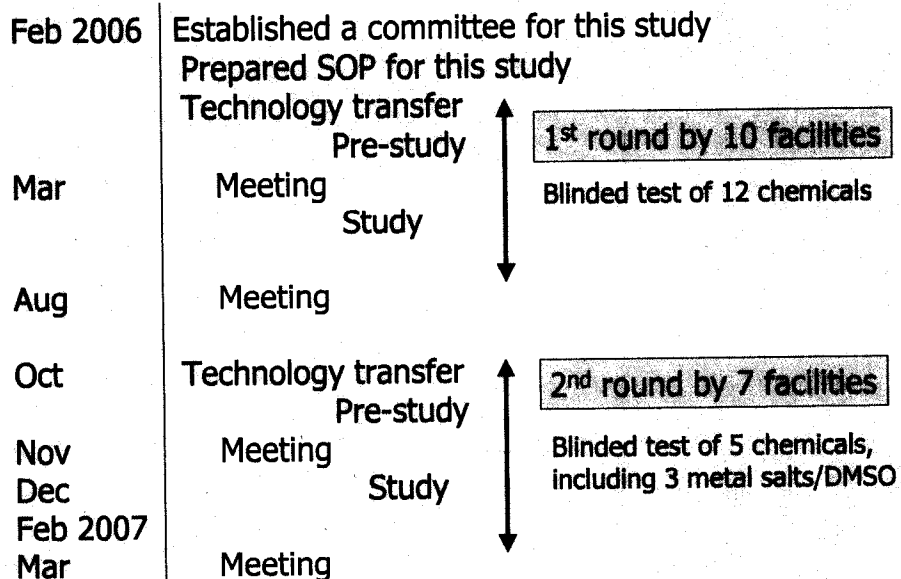 Feb 2006 Established a committee for this study
Prepared SOP for this study
Technology transfer
Pre-study
1st round by 10 facilities
Mar Meeting
Blinded test of 12 chemicals
Study
Aug Meeting
Oct Technology transfer
2nd round by 7 facilities
Pre-study
Nov Meeting
Blinded test of 5 chemicals,
Dec Study
including 3 metal salts/DMSO
Feb 2007
Mar Meeting